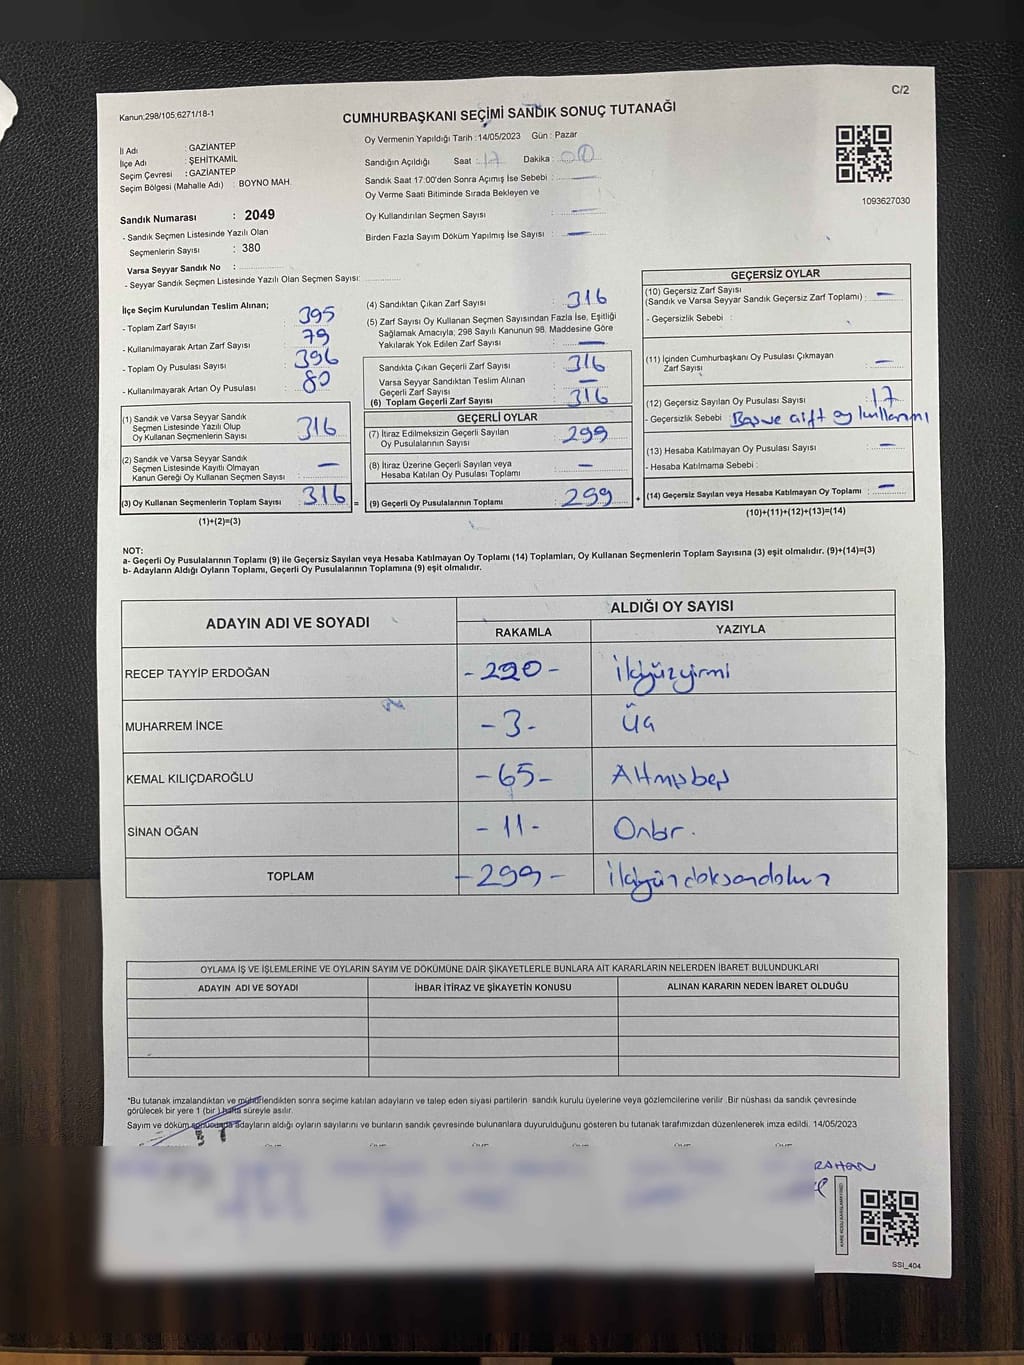 C/2
Kanun;298/105,6271/18-1
CUMHURBAŞKANI SEÇİMİ SANDIK SONUÇ TUTANAĞI
Oy Vermenin Yapıldığı Tarih : 14/05/2023 Gün : Pazar
İl Adı : GAZİANTEP
İlçe Adı : ŞEHİTKAMİL
Seçim Çevresi : GAZİANTEP
Seçim Bölgesi (Mahalle Adı) : BOYNO MAH.
Sandığın Açıldığı Saat : 17 Dakika : 00
Sandık Saat 17:00'den Sonra Açımış İse Sebebi : —
Oy Verme Saati Bitiminde Sırada Bekleyen ve
Oy Kullandırılan Seçmen Sayısı : —
Birden Fazla Sayım Döküm Yapılmış İse Sayısı : —
1093627030
Sandık Numarası : 2049
- Sandık Seçmen Listesinde Yazılı Olan
Seçmenlerin Sayısı : 380
Varsa Seyyar Sandık No :
- Seyyar Sandık Seçmen Listesinde Yazılı Olan Seçmen Sayısı:
İlçe Seçim Kurulundan Teslim Alınan;
- Toplam Zarf Sayısı : 395
- Kullanılmayarak Artan Zarf Sayısı : 79
- Toplam Oy Pusulası Sayısı : 396
- Kullanılmayarak Artan Oy Pusulası : 80
(1) Sandık ve Varsa Seyyar Sandık
Seçmen Listesinde Yazılı Olup
Oy Kullanan Seçmenlerin Sayısı : 316
(2) Sandık ve Varsa Seyyar Sandık
Seçmen Listesinde Kayıtlı Olmayan
Kanun Gereği Oy Kullanan Seçmen Sayısı : —
(3) Oy Kullanan Seçmenlerin Toplam Sayısı : 316
(1)+(2)=(3)
(4) Sandıktan Çıkan Zarf Sayısı : 316
(5) Zarf Sayısı Oy Kullanan Seçmen Sayısından Fazla İse, Eşitliği
Sağlamak Amacıyla, 298 Sayılı Kanunun 98. Maddesine Göre
Yakılarak Yok Edilen Zarf Sayısı : —
Sandıkta Çıkan Geçerli Zarf Sayısı : 316
Varsa Seyyar Sandıktan Teslim Alınan
Geçerli Zarf Sayısı : —
(6) Toplam Geçerli Zarf Sayısı : 316
GEÇERLİ OYLAR
(7) İtiraz Edilmeksizin Geçerli Sayılan
Oy Pusulalarının Sayısı : 299
(8) İtiraz Üzerine Geçerli Sayılan veya
Hesaba Katılan Oy Pusulası Toplamı : —
(9) Geçerli Oy Pusulalarının Toplamı : 299
GEÇERSİZ OYLAR
(10) Geçersiz Zarf Sayısı
(Sandık ve Varsa Seyyar Sandık Geçersiz Zarf Toplamı) : —
- Geçersizlik Sebebi :
(11) İçinden Cumhurbaşkanı Oy Pusulası Çıkmayan
Zarf Sayısı : —
(12) Geçersiz Sayılan Oy Pusulası Sayısı : 17
- Geçersizlik Sebebi : çift oy kullanımı
(13) Hesaba Katılmayan Oy Pusulası Sayısı : —
- Hesaba Katılmama Sebebi :
(14) Geçersiz Sayılan veya Hesaba Katılmayan Oy Toplamı : —
(10)+(11)+(12)+(13)=(14)
NOT:
a- Geçerli Oy Pusulalarının Toplamı (9) ile Geçersiz Sayılan veya Hesaba Katılmayan Oy Toplamı (14) Toplamları, Oy Kullanan Seçmenlerin Toplam Sayısına (3) eşit olmalıdır. (9)+(14)=(3)
b- Adayların Aldığı Oyların Toplamı, Geçerli Oy Pusulalarının Toplamına (9) eşit olmalıdır.
ADAYIN ADI VE SOYADI ALDIĞI OY SAYISI
RAKAMLA YAZIYLA
RECEP TAYYİP ERDOĞAN -220- İkiyüzyirmi
MUHARREM İNCE -3- Üç
KEMAL KILIÇDAROĞLU -65- Altmışbeş
SİNAN OĞAN -11- Onbir.
TOPLAM -299- İkiyüzdoksandokuz
OYLAMA İŞ VE İŞLEMLERİNE VE OYLARIN SAYIM VE DÖKÜMÜNE DAİR ŞİKAYETLERLE BUNLARA AİT KARARLARIN NELERDEN İBARET BULUNDUKLARI
ADAYIN ADI VE SOYADI İHBAR İTİRAZ VE ŞİKAYETİN KONUSU ALINAN KARARIN NEDEN İBARET OLDUĞU
*Bu tutanak imzalandıktan ve mühürlendikten sonra seçime katılan adayların ve talep eden siyasi partilerin sandık kurulu üyelerine veya gözlemcilerine verilir .Bir nüshası da sandık çevresinde
görülecek bir yere 1 (bir ) hafta süreyle asılır.
Sayım ve döküm sonucunda adayların aldığı oyların sayılarını ve bunların sandık çevresinde bulunanlara duyurulduğunu gösteren bu tutanak tarafımızdan düzenlenerek imza edildi. 14/05/2023
SSI_404